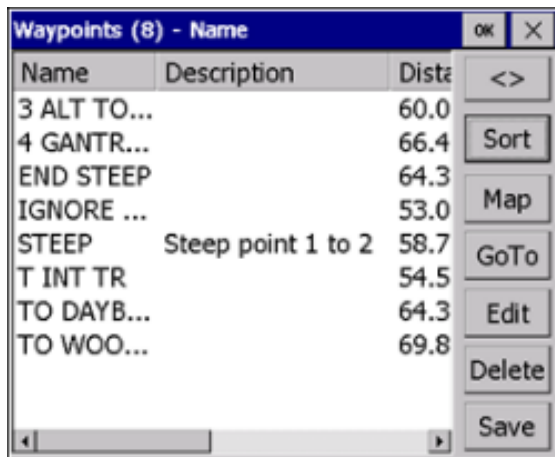 Waypoints (8) - Name OK
Name Description Dista
<>
3 ALT TO... 60.0
4 GANTR... 66.4
Sort
END STEEP 64.3
IGNORE ... 53.0
Map
STEEP Steep point 1 to 2 58.7
GoTo
T INT TR 54.5
TO DAYB... 64.3
Edit
TO WOO... 69.8
Delete
Save